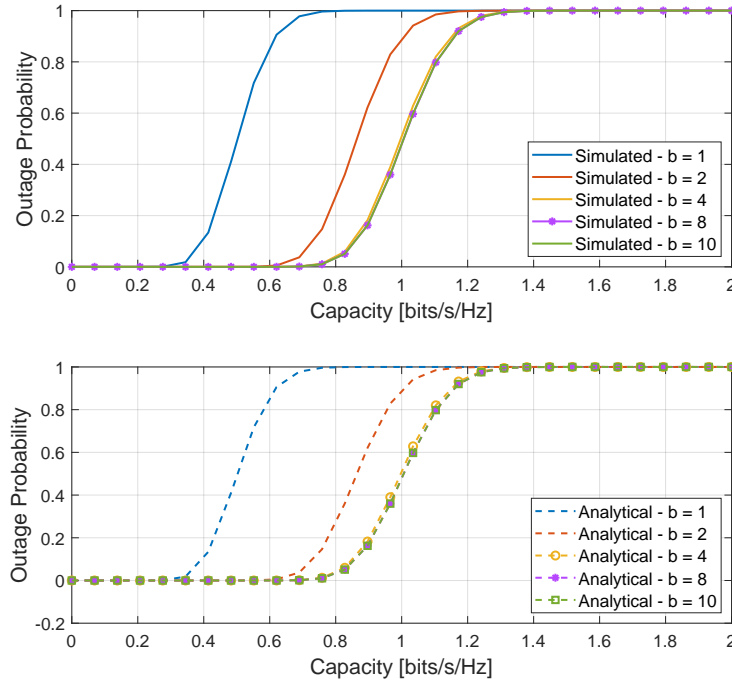 1
0.8
0.6
0.4
0.2
0
Outage Probability
0 0.2 0.4 0.6 0.8 1 1.2 1.4 1.6 1.8 2
Capacity [bits/s/Hz]
Simulated - b = 1
Simulated - b = 2
Simulated - b = 4
Simulated - b = 8
Simulated - b = 10
1
0.8
0.6
0.4
0.2
0
-0.2
Outage Probability
0 0.2 0.4 0.6 0.8 1 1.2 1.4 1.6 1.8 2
Capacity [bits/s/Hz]
Analytical - b = 1
Analytical - b = 2
Analytical - b = 4
Analytical - b = 8
Analytical - b = 10